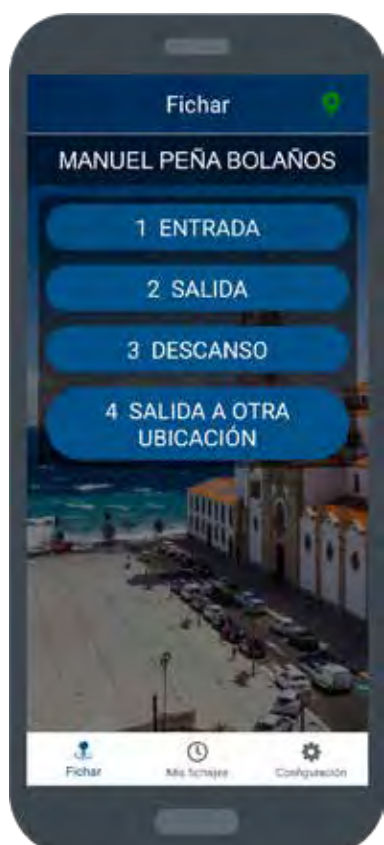 Fichar
MANUEL PEÑA BOLAÑOS
1 ENTRADA
2 SALIDA
3 DESCANSO
4 SALIDA A OTRA
UBICACIÓN
Fichar
Mis fichajes
Configuración